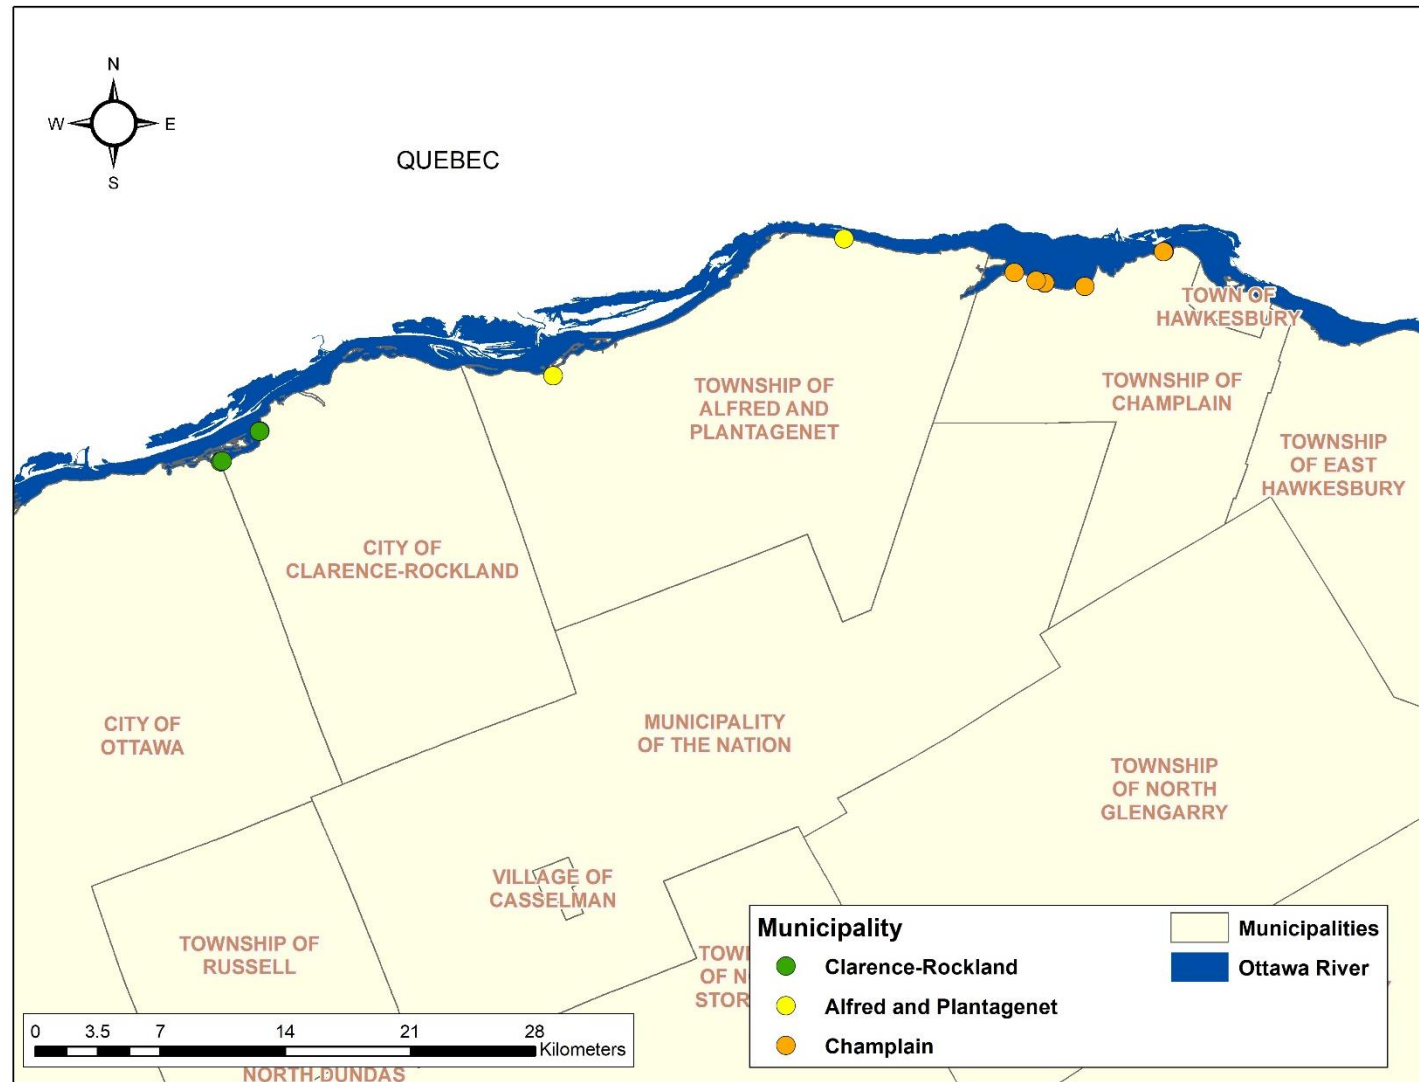 N
W E
S
QUEBEC
TOWN OF
HAWKESBURY
TOWNSHIP OF
ALFRED AND
PLANTAGENET
TOWNSHIP OF
CHAMPLAIN
TOWNSHIP
OF EAST
HAWKESBURY
CITY OF
CLARENCE-ROCKLAND
CITY OF
OTTAWA
MUNICIPALITY
OF THE NATION
TOWNSHIP
OF NORTH
GLENGARRY
VILLAGE OF
CASSELMAN
TOWNSHIP OF
RUSSELL
OF
NORTH DUNDAS
Municipality
Clarence-Rockland
Alfred and Plantagenet
Champlain
Municipalities
Ottawa River
0 3.5 7 14 21 28
Kilometers